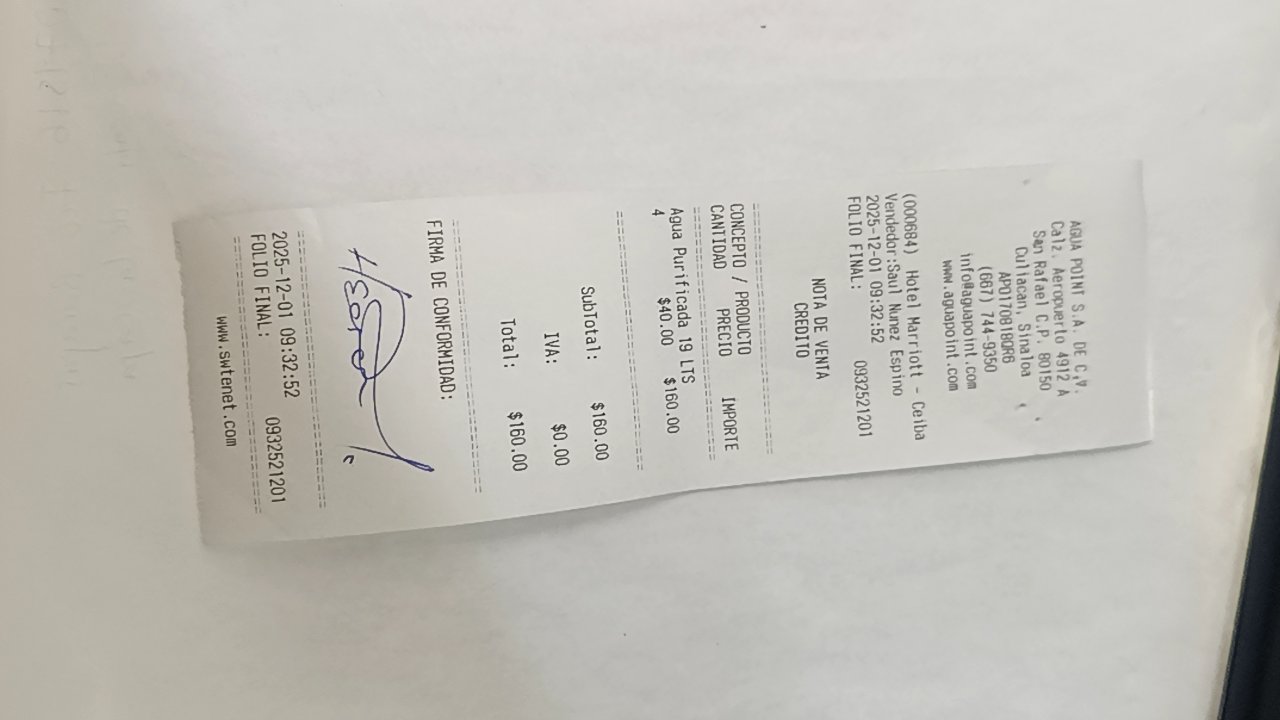 AGUA POINT S.A. DE C.V.
Calz. Aeropuerto 4912 A
San Rafael C.P. 80150
Culiacan, Sinaloa
APO170818QR6
(667) 744-9350
info@aguapoint.com
www.aguapoint.com
(000684) Hotel Marriott - Ceiba
Vendedor:Saul Nunez Espino
2025-12-01 09:32:52
FOLIO FINAL: 0932521201
NOTA DE VENTA
CREDITO
CONCEPTO / PRODUCTO
CANTIDAD PRECIO IMPORTE
Agua Purificada 19 LTS
4 $40.00 $160.00
SubTotal: $160.00
IVA: $0.00
Total: $160.00
FIRMA DE CONFORMIDAD:
2025-12-01 09:32:52
FOLIO FINAL: 0932521201
www.swtenet.com